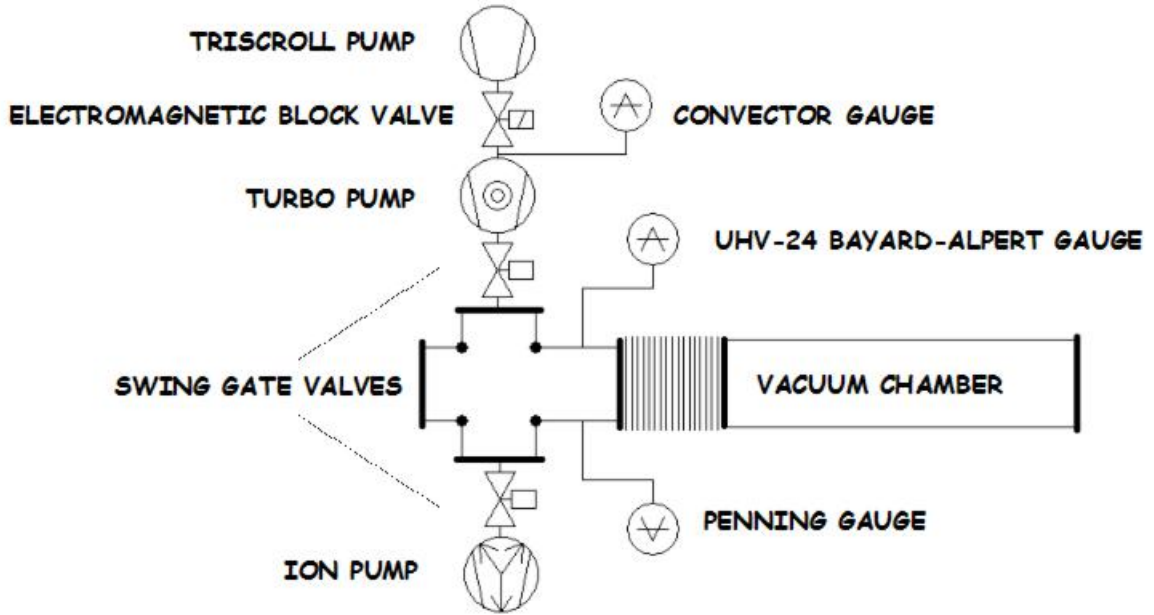 TRISCROLL PUMP
ELECTROMAGNETIC BLOCK VALVE
CONVECTOR GAUGE
TURBO PUMP
UHV-24 BAYARD-ALPERT GAUGE
SWING GATE VALVES
VACUUM CHAMBER
PENNING GAUGE
ION PUMP